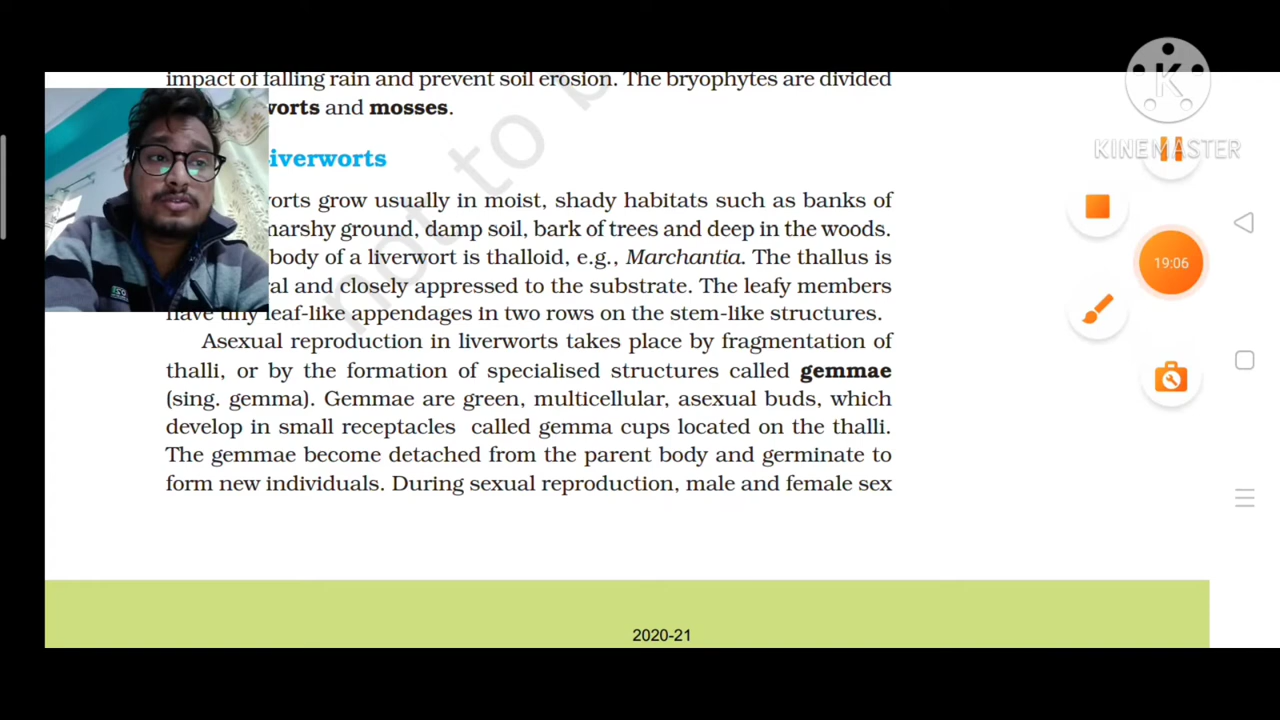 impact of falling rain and prevent soil erosion. The bryophytes are divided
worts and mosses.
iverworts
worts grow usually in moist, shady habitats such as banks of
marshy ground, damp soil, bark of trees and deep in the woods.
body of a liverwort is thalloid, e.g., Marchantia. The thallus is
al and closely appressed to the substrate. The leafy members
have tiny leaf-like appendages in two rows on the stem-like structures.
Asexual reproduction in liverworts takes place by fragmentation of
thalli, or by the formation of specialised structures called gemmae
(sing. gemma). Gemmae are green, multicellular, asexual buds, which
develop in small receptacles called gemma cups located on the thalli.
The gemmae become detached from the parent body and germinate to
form new individuals. During sexual reproduction, male and female sex
2020-21
not to b
K
KINEMASTER
19:06